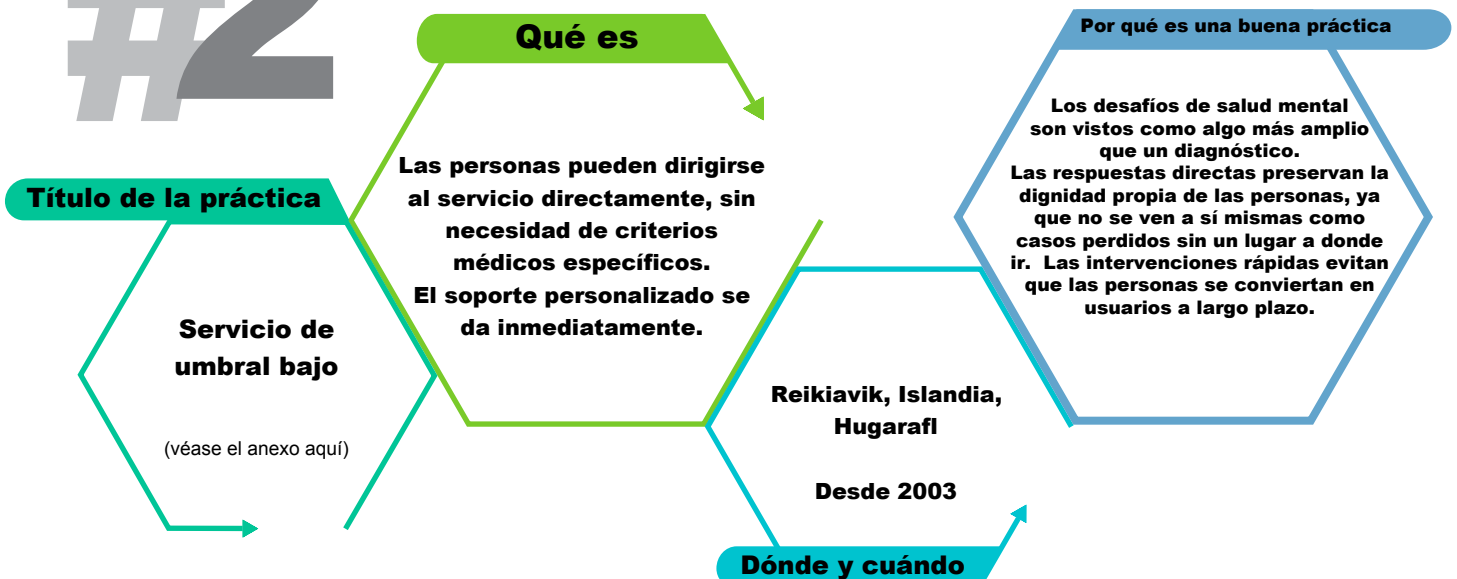 #2
Título de la práctica
Servicio de
umbral bajo
(véase el anexo aquí)
Qué es
Las personas pueden dirigirse
al servicio directamente, sin
necesidad de criterios
médicos específicos.
El soporte personalizado se
da inmediatamente.
Reikiavik, Islandia,
Hugarafl
Desde 2003
Dónde y cuándo
Por qué es una buena práctica
Los desafíos de salud mental
son vistos como algo más amplio
que un diagnóstico.
Las respuestas directas preservan la
dignidad propia de las personas, ya
que no se ven a sí mismas como
casos perdidos sin un lugar a donde
ir. Las intervenciones rápidas evitan
que las personas se conviertan en
usuarios a largo plazo.